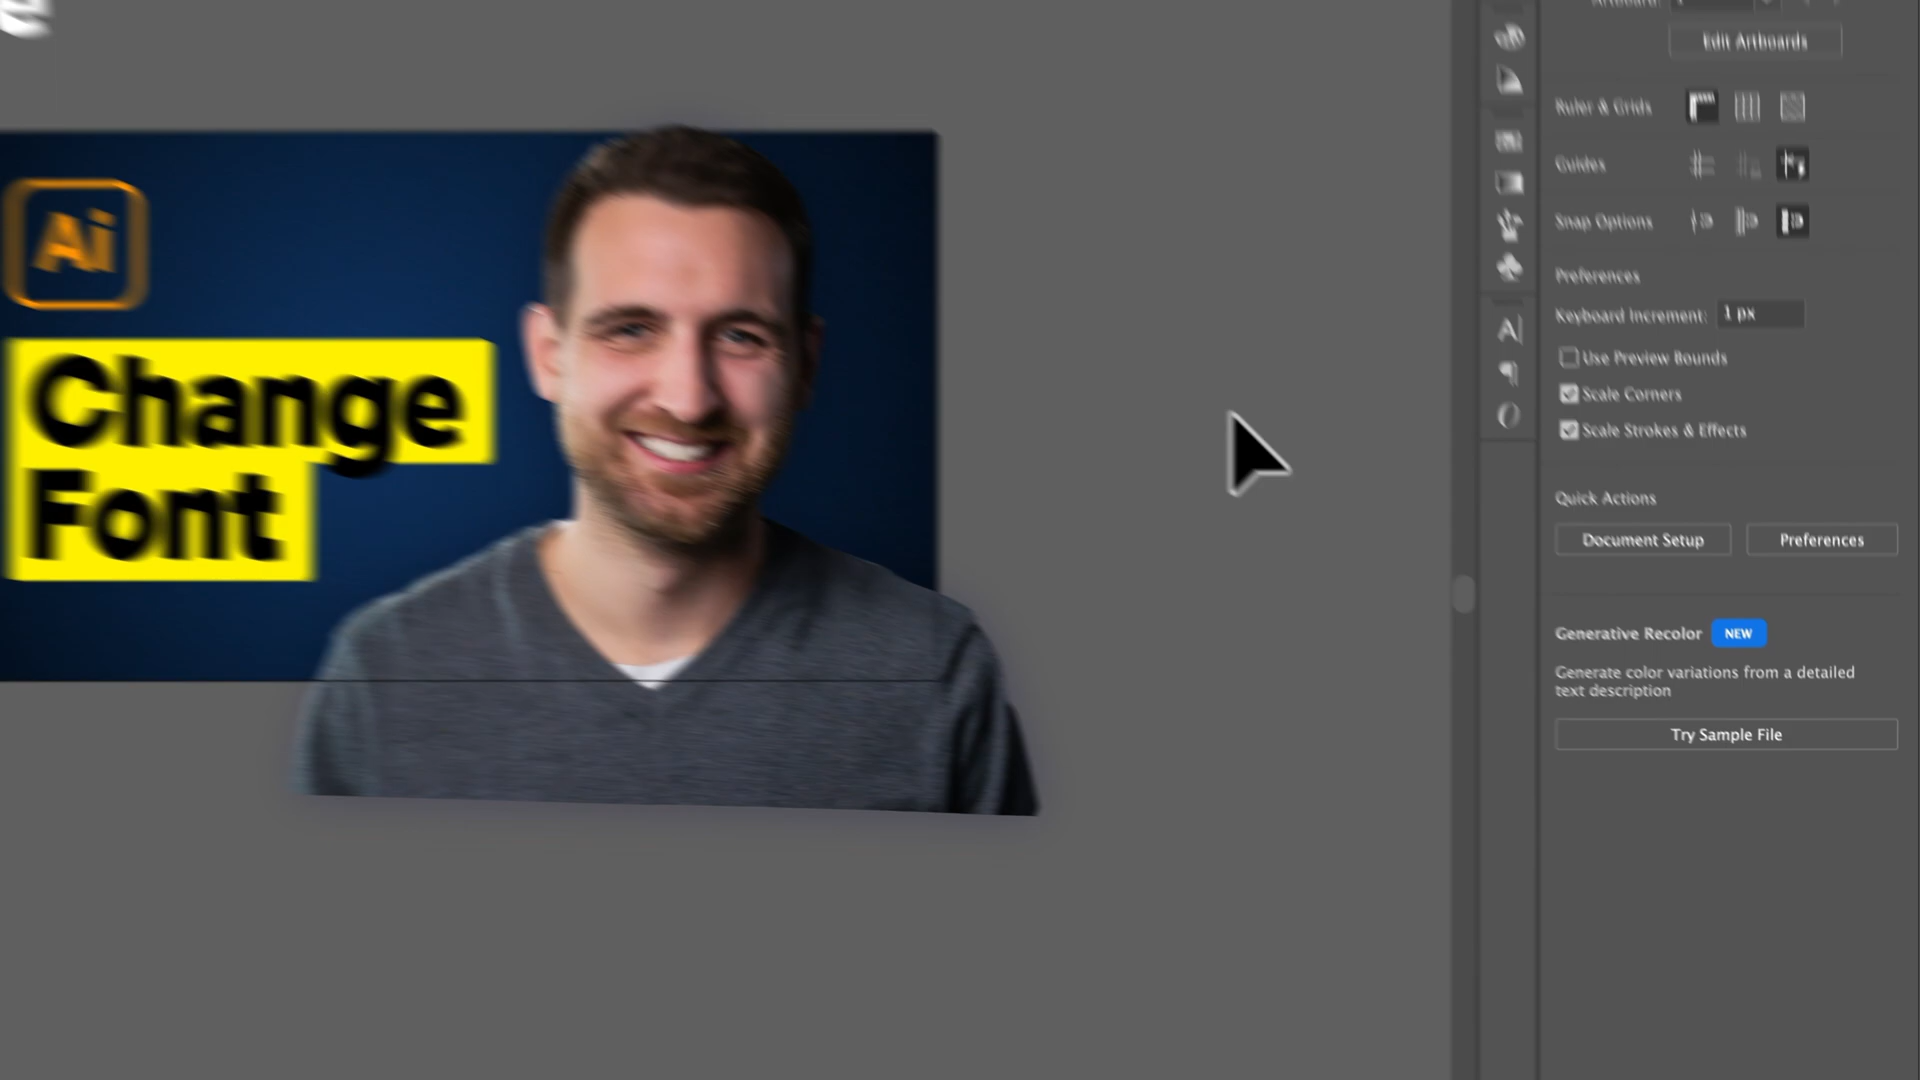 e
Artboard: 1
Edit Artboards
Ruler & Grids
Guides
Snap Options
Preferences
Keyboard Increment: 1 px
Use Preview Bounds
Scale Corners
Scale Strokes & Effects
Quick Actions
Document Setup
Preferences
Generative Recolor NEW
Generate color variations from a detailed
text description
Try Sample File
Ai
Change
Font